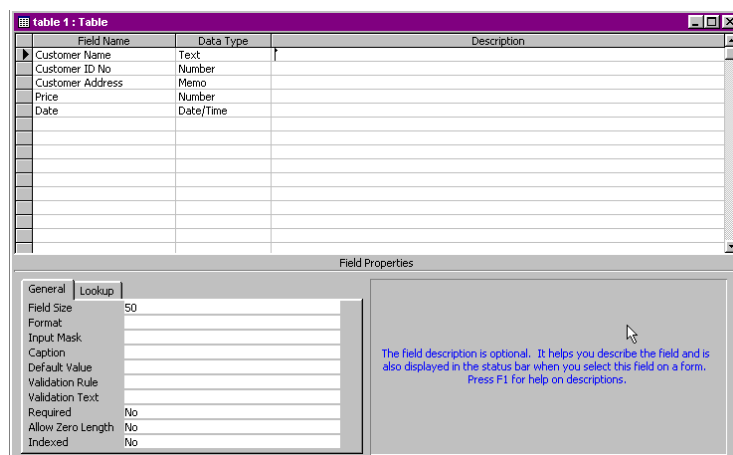 table 1 : Table
Field Name Data Type Description
Customer Name Text
Customer ID No Number
Customer Address Memo
Price Number
Date Date/Time
Field Properties
General Lookup
Field Size 50
Format
Input Mask
Caption
Default Value
Validation Rule
Validation Text
Required No
Allow Zero Length No
Indexed No
The field description is optional. It helps you describe the field and is
also displayed in the status bar when you select this field on a form.
Press F1 for help on descriptions.